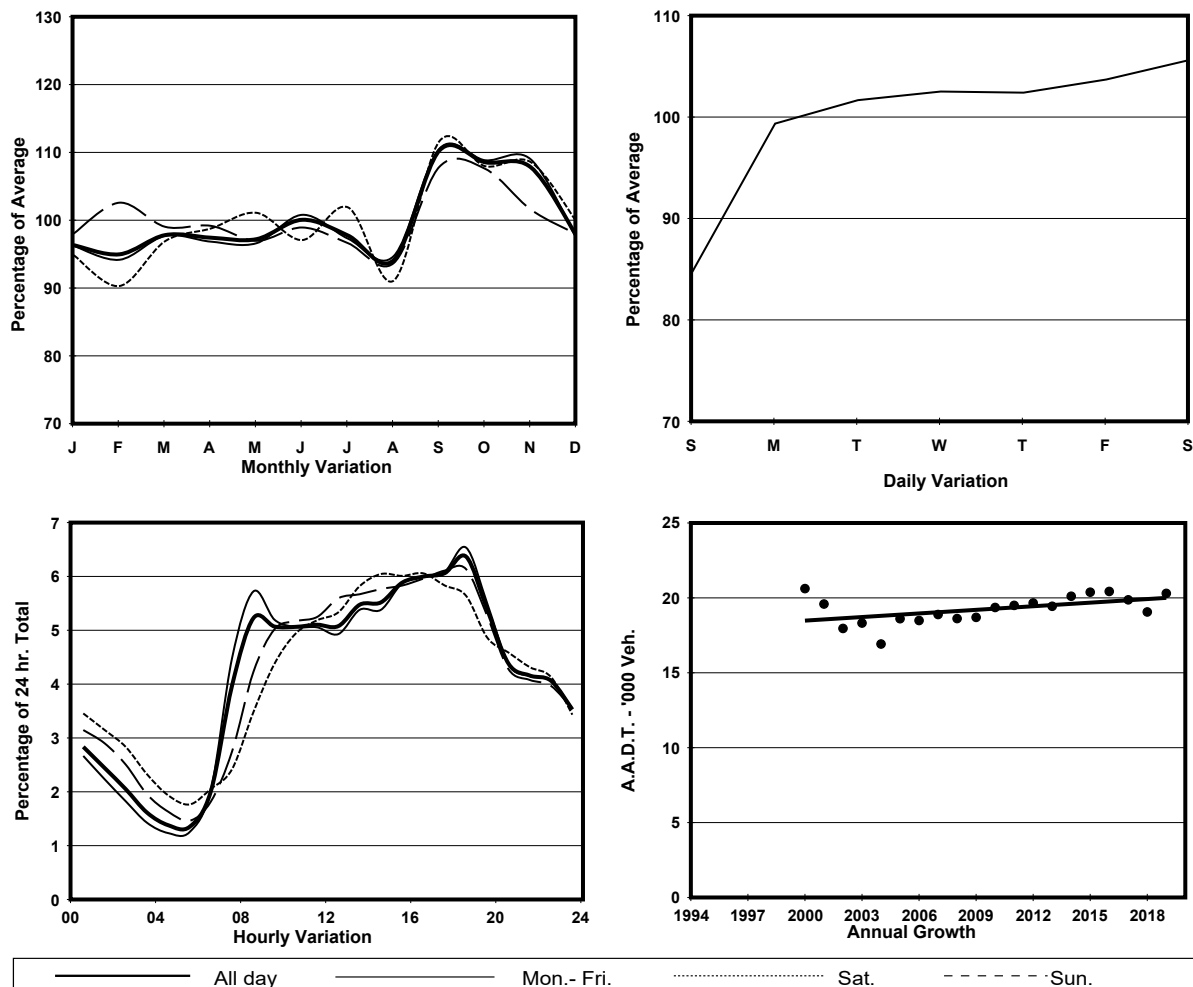 130
120
110
100
90
80
70
Percentage of Average
J F M A M J J A S O N D
Monthly Variation
110
100
90
80
70
Percentage of Average
S M T W T F S
Daily Variation
7
6
5
4
3
2
1
0
Percentage of 24 hr. Total
00 04 08 12 16 20 24
Hourly Variation
25
20
15
10
5
0
A.A.D.T. - '000 Veh.
1994 1997 2000 2003 2006 2009 2012 2015 2018
Annual Growth
All day Mon.- Fri. Sat. Sun.